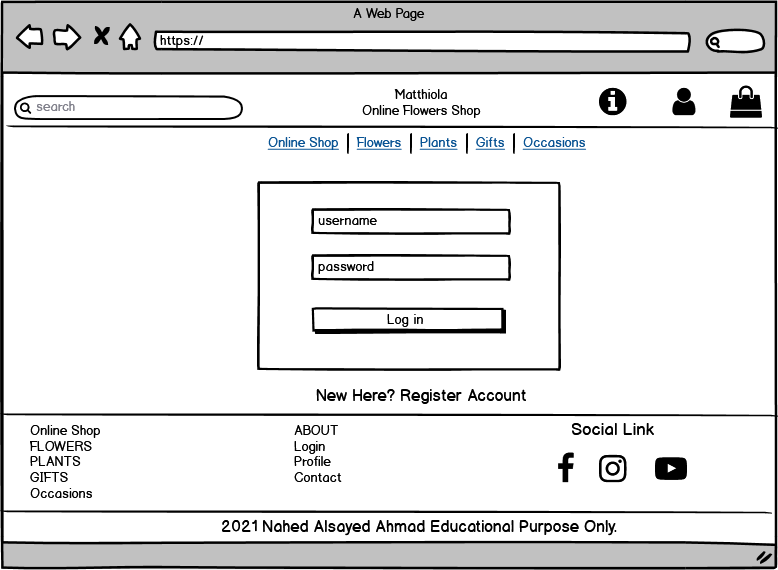 A Web Page
https://
search
Matthiola
Online Flowers Shop
Online Shop | Flowers | Plants | Gifts | Occasions
username
password
Log in
New Here? Register Account
Online Shop
FLOWERS
PLANTS
GIFTS
Occasions
ABOUT
Login
Profile
Contact
Social Link
2021 Nahed Alsayed Ahmad Educational Purpose Only.